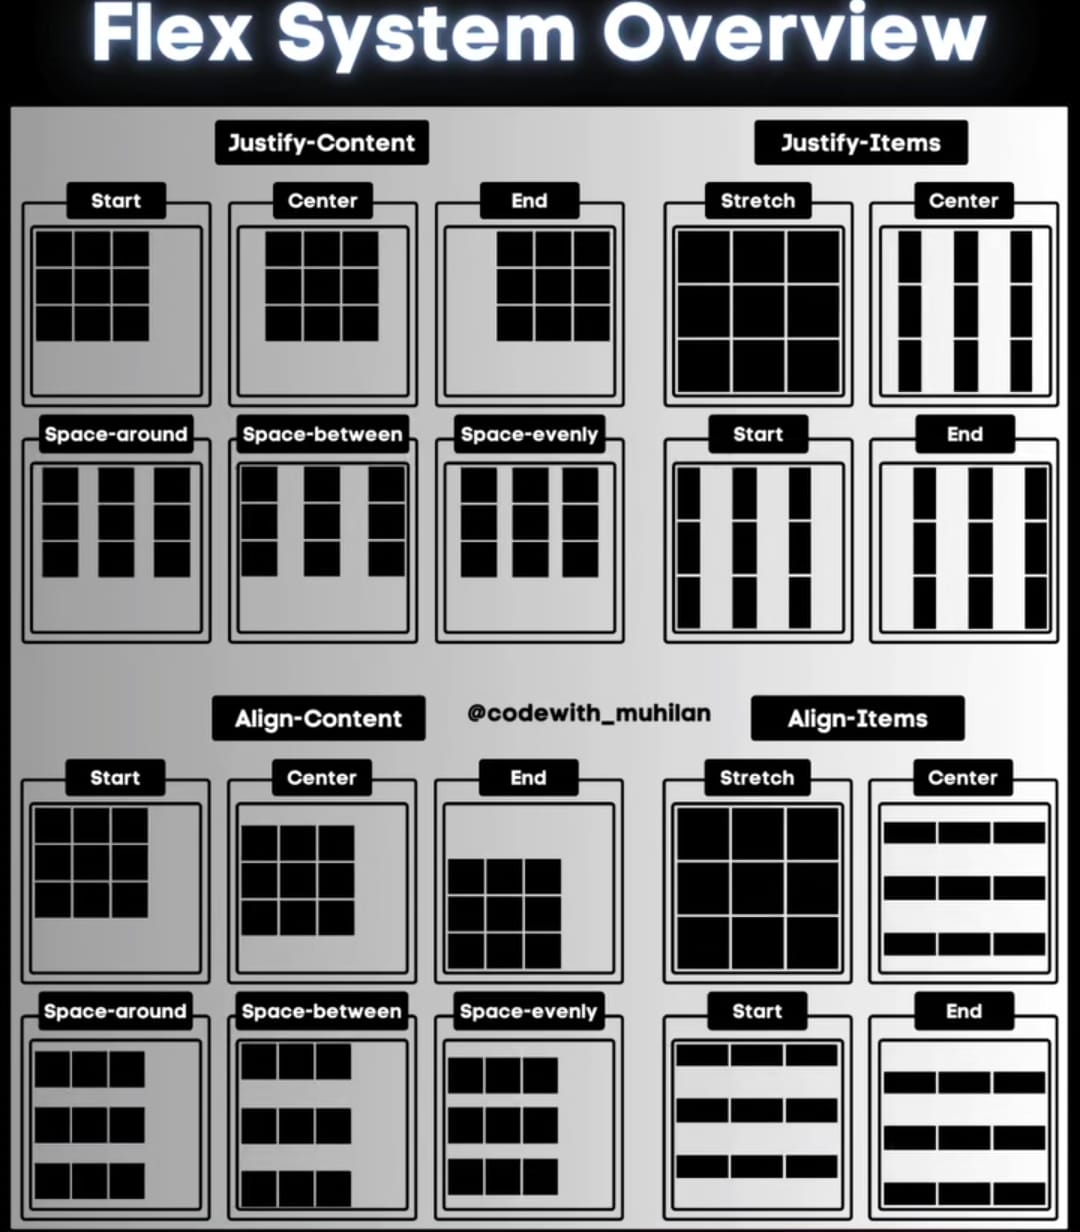 Flex System Overview
Justify-Content
Justify-Items
Start
Center
End
Stretch
Center
Space-around
Space-between
Space-evenly
Start
End
Align-Content
@codewith_muhilan
Align-Items
Start
Center
End
Stretch
Center
Space-around
Space-between
Space-evenly
Start
End